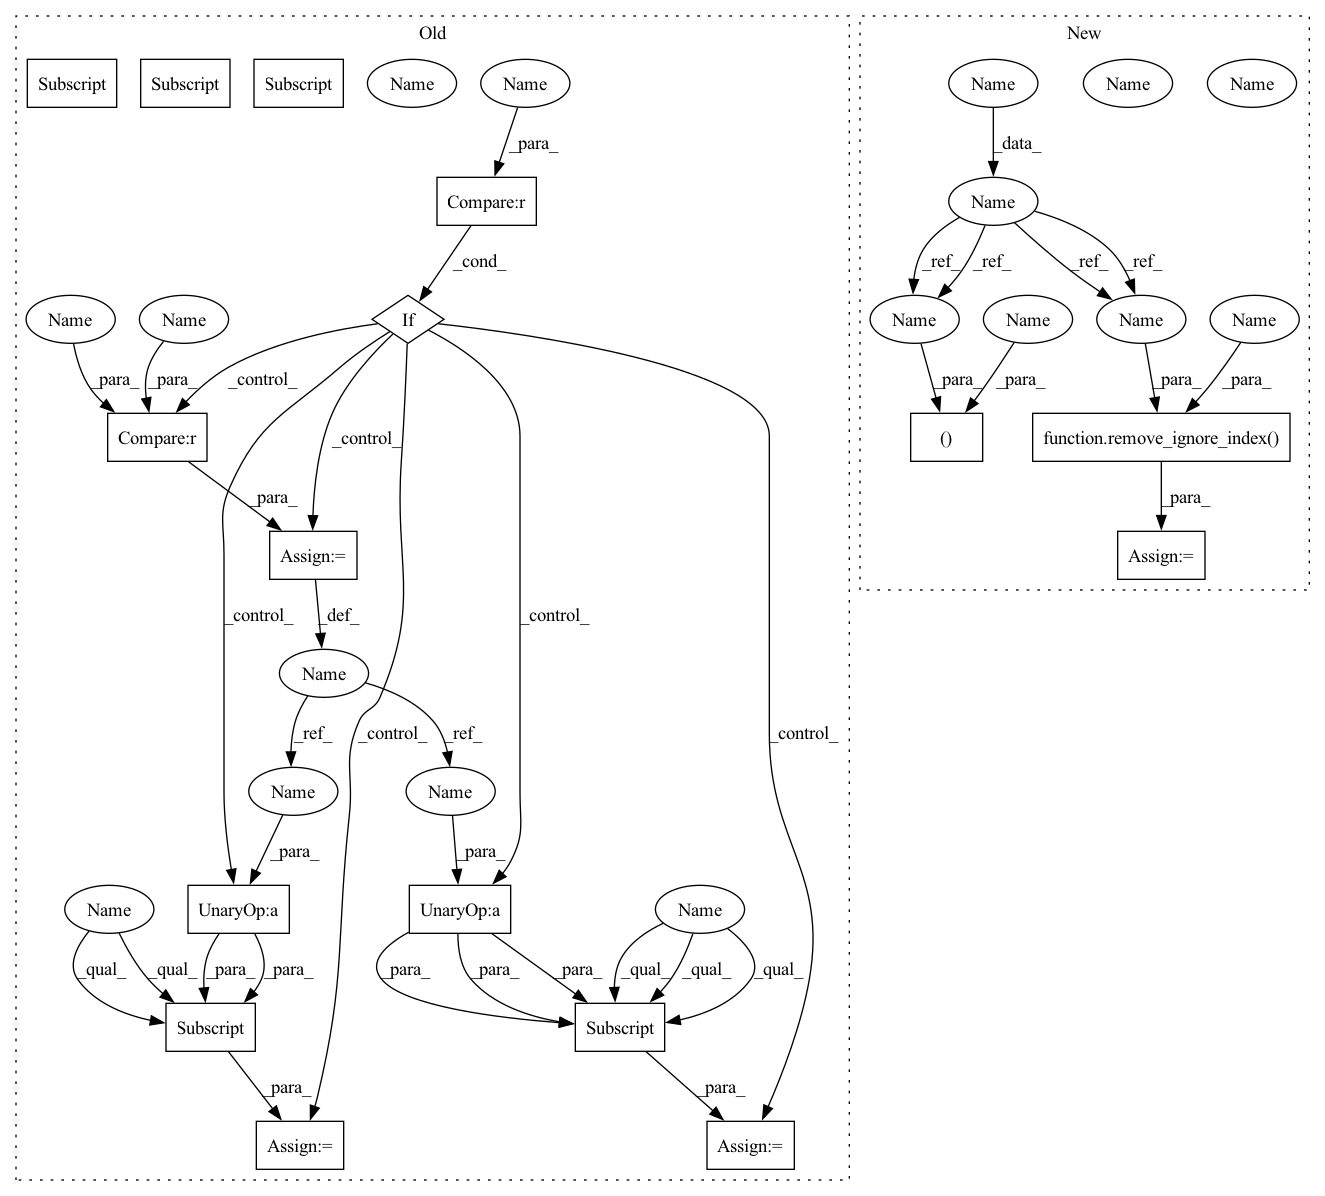 Old
New
Subscript
Subscript
Subscript
Name
Name
Name
Name
Name
_para_
_data_
Compare:r
Name
_cond_
_ref_
_ref_
_ref_
_ref_
Name
Name
If
Name
Name
Name
Name
_para_
_para_
_control_
_control_
_para_
_para_
_para_
_para_
Compare:r
()
function.remove_ignore_index()
_para_
_para_
Assign:=
Assign:=
_control_
_def_
_control_
Name
_ref_
_control_
_ref_
_control_
Name
Name
_para_
_para_
Name
UnaryOp:a
UnaryOp:a
Name
_qual_
_qual_
_para_
_para_
_para_
_para_
_para_
_qual_
_qual_
_qual_
Subscript
Subscript
_para_
_para_
Assign:=
Assign:=